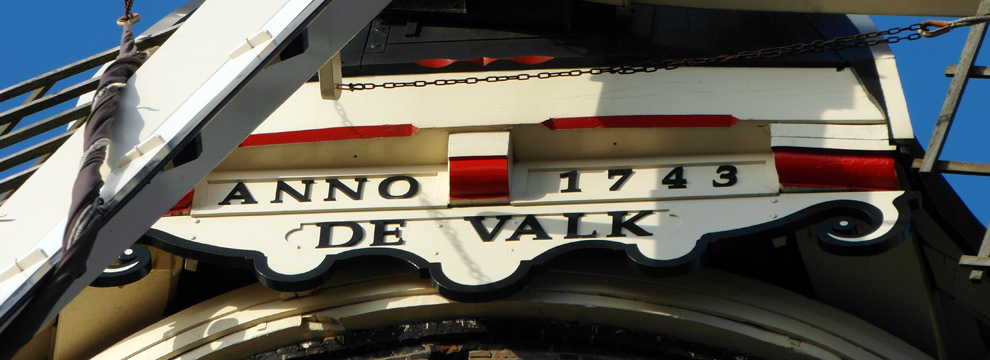 ANNO 1743
DE VALK